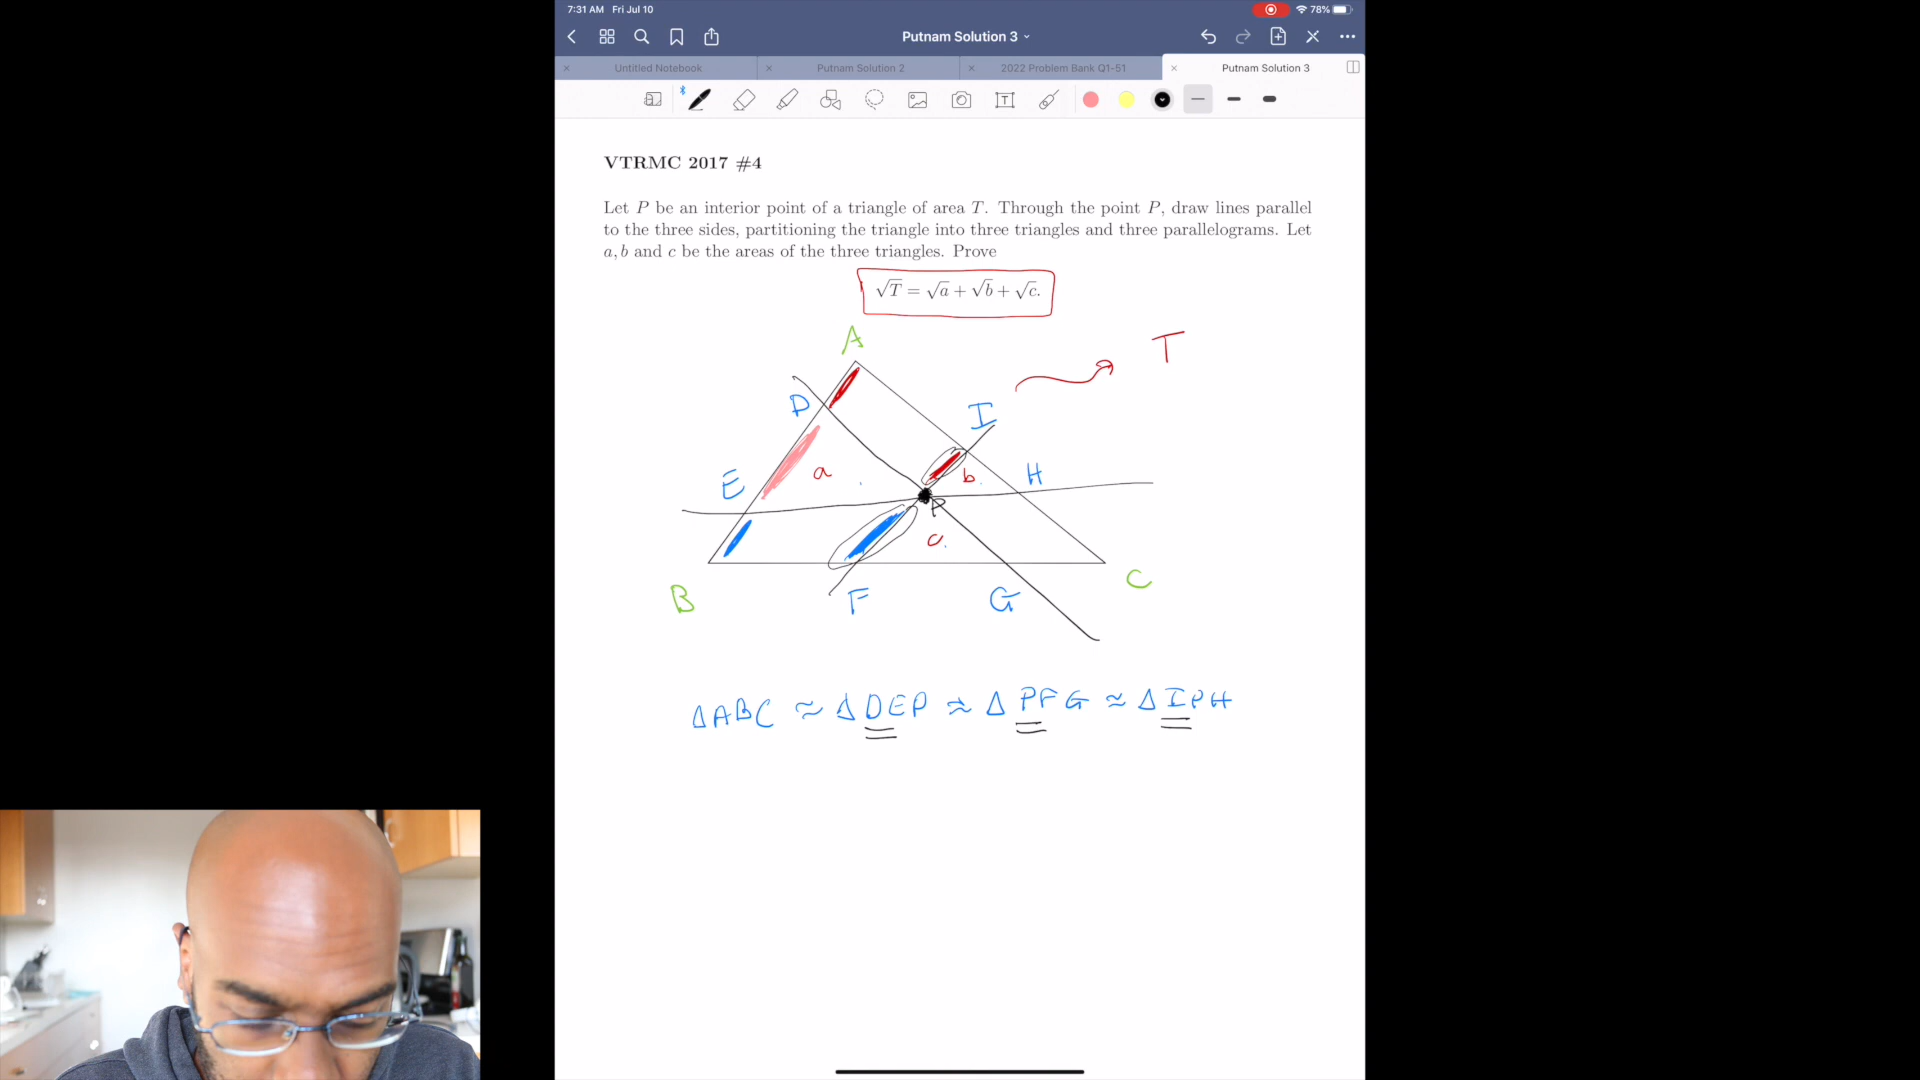 7:31 AM Fri Jul 10
78%
Putnam Solution 3
Untitled Notebook
Putnam Solution 2
2022 Problem Bank Q1-51
Putnam Solution 3
VTRMC 2017 #4
Let P be an interior point of a triangle of area T. Through the point P, draw lines parallel
to the three sides, partitioning the triangle into three triangles and three parallelograms. Let
a, b and c be the areas of the three triangles. Prove
√T = √a + √b + √c.
A
T
D
I
E
a
b
H
P
c
B
F
G
C
ΔABC ≈ ΔDEP ≈ ΔPFG ≈ ΔIPH